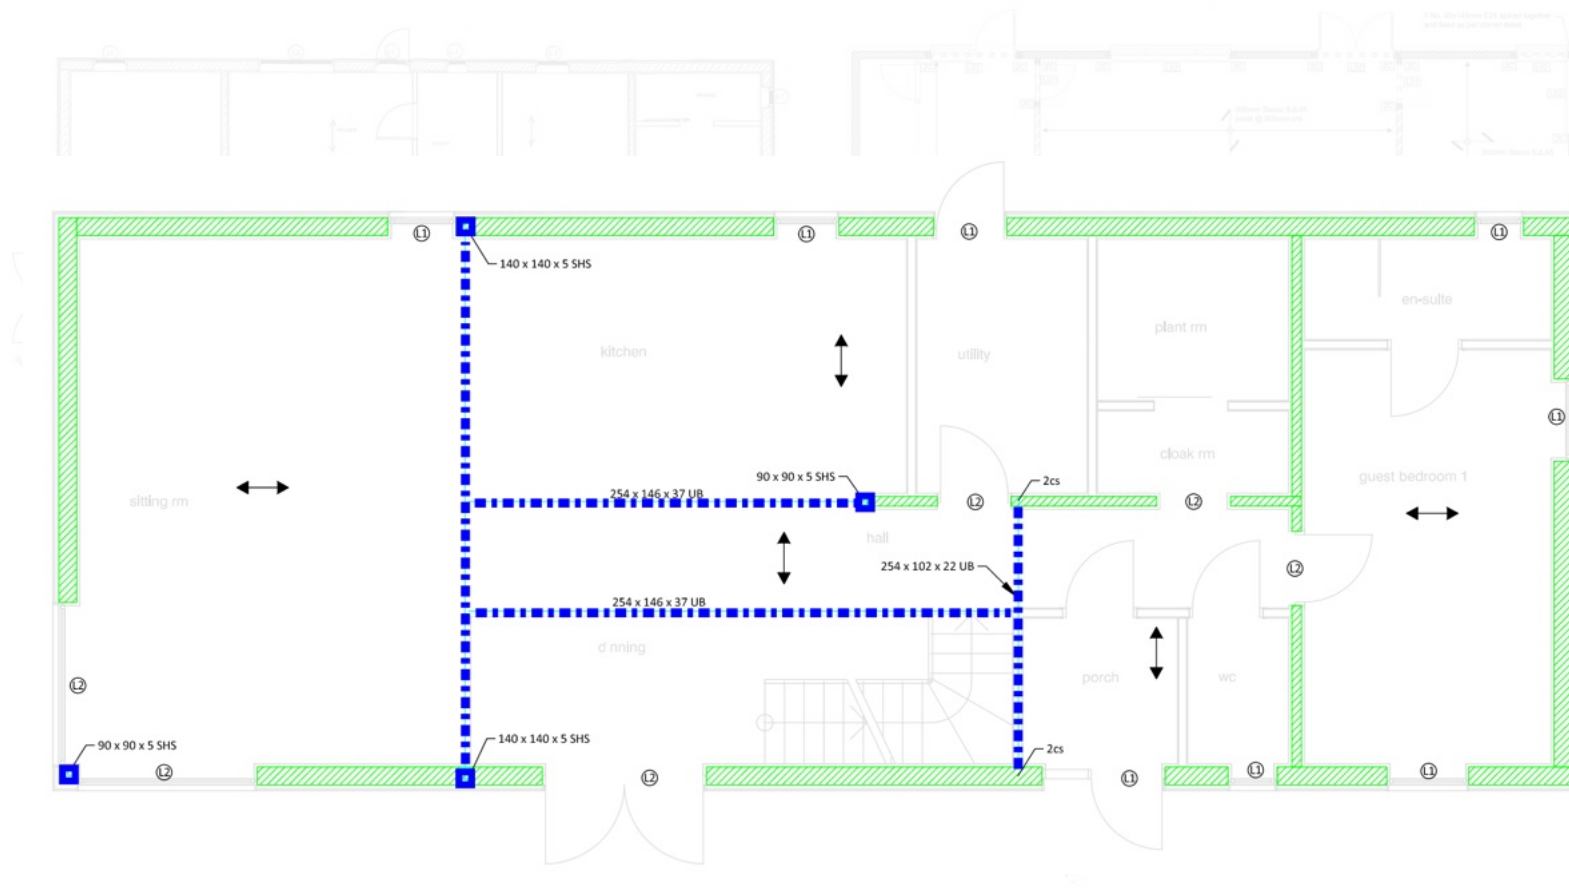 L1
L1
L1
L1
140 x 140 x 5 SHS
en-suite
plant rm
kitchen
utility
L1
cloak rm
90 x 90 x 5 SHS
guest bedroom 1
2cs
254 x 146 x 37 UB
sitting rm
L2
L2
hall
254 x 102 x 22 UB
L2
254 x 146 x 37 UB
d nning
porch
wc
L2
140 x 140 x 5 SHS
90 x 90 x 5 SHS
2cs
L2
L2
L1
L1
L1